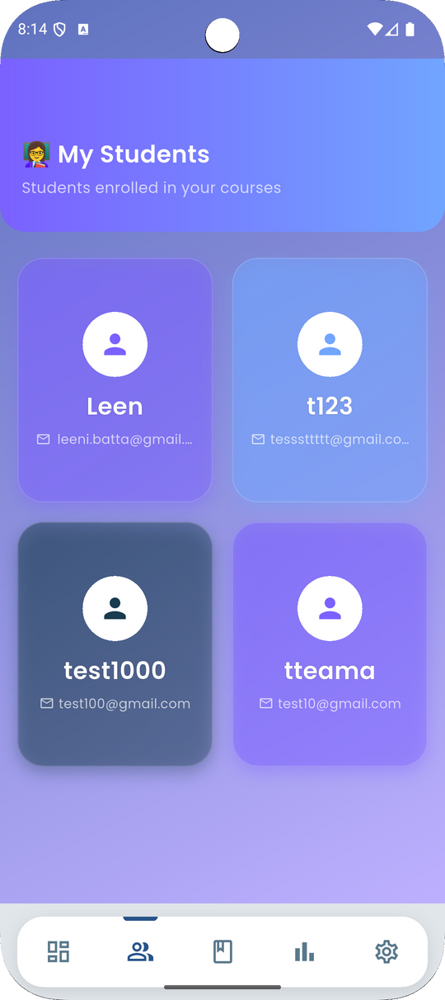 8:14
My Students
Students enrolled in your courses
Leen
leeni.batta@gmail.…
t123
tesssttttt@gmail.co…
test1000
test100@gmail.com
tteama
test10@gmail.com